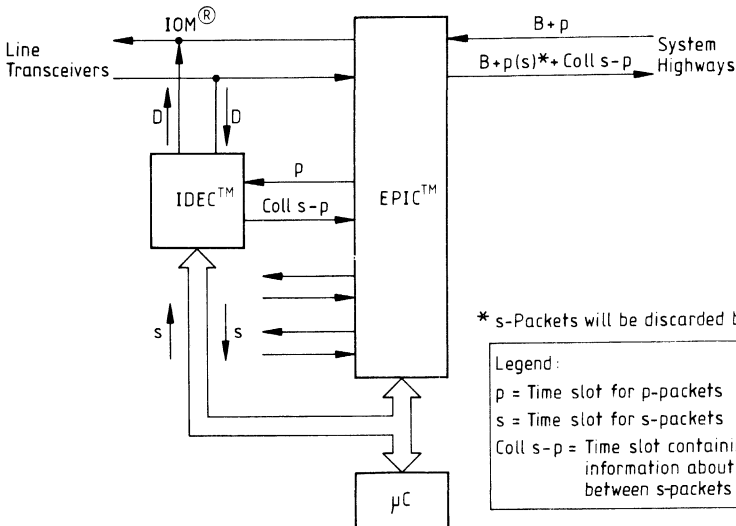 IOM®
B+p
Line
Transceivers
System
Highways
B+p(s)*+ Coll s-p
D
D
p
IDEC™
Coll s-p
EPIC™
s
s
* s-Packets will be discarded
Legend:
p = Time slot for p-packets
s = Time slot for s-packets
Coll s-p = Time slot
information about
between s-packets
µC